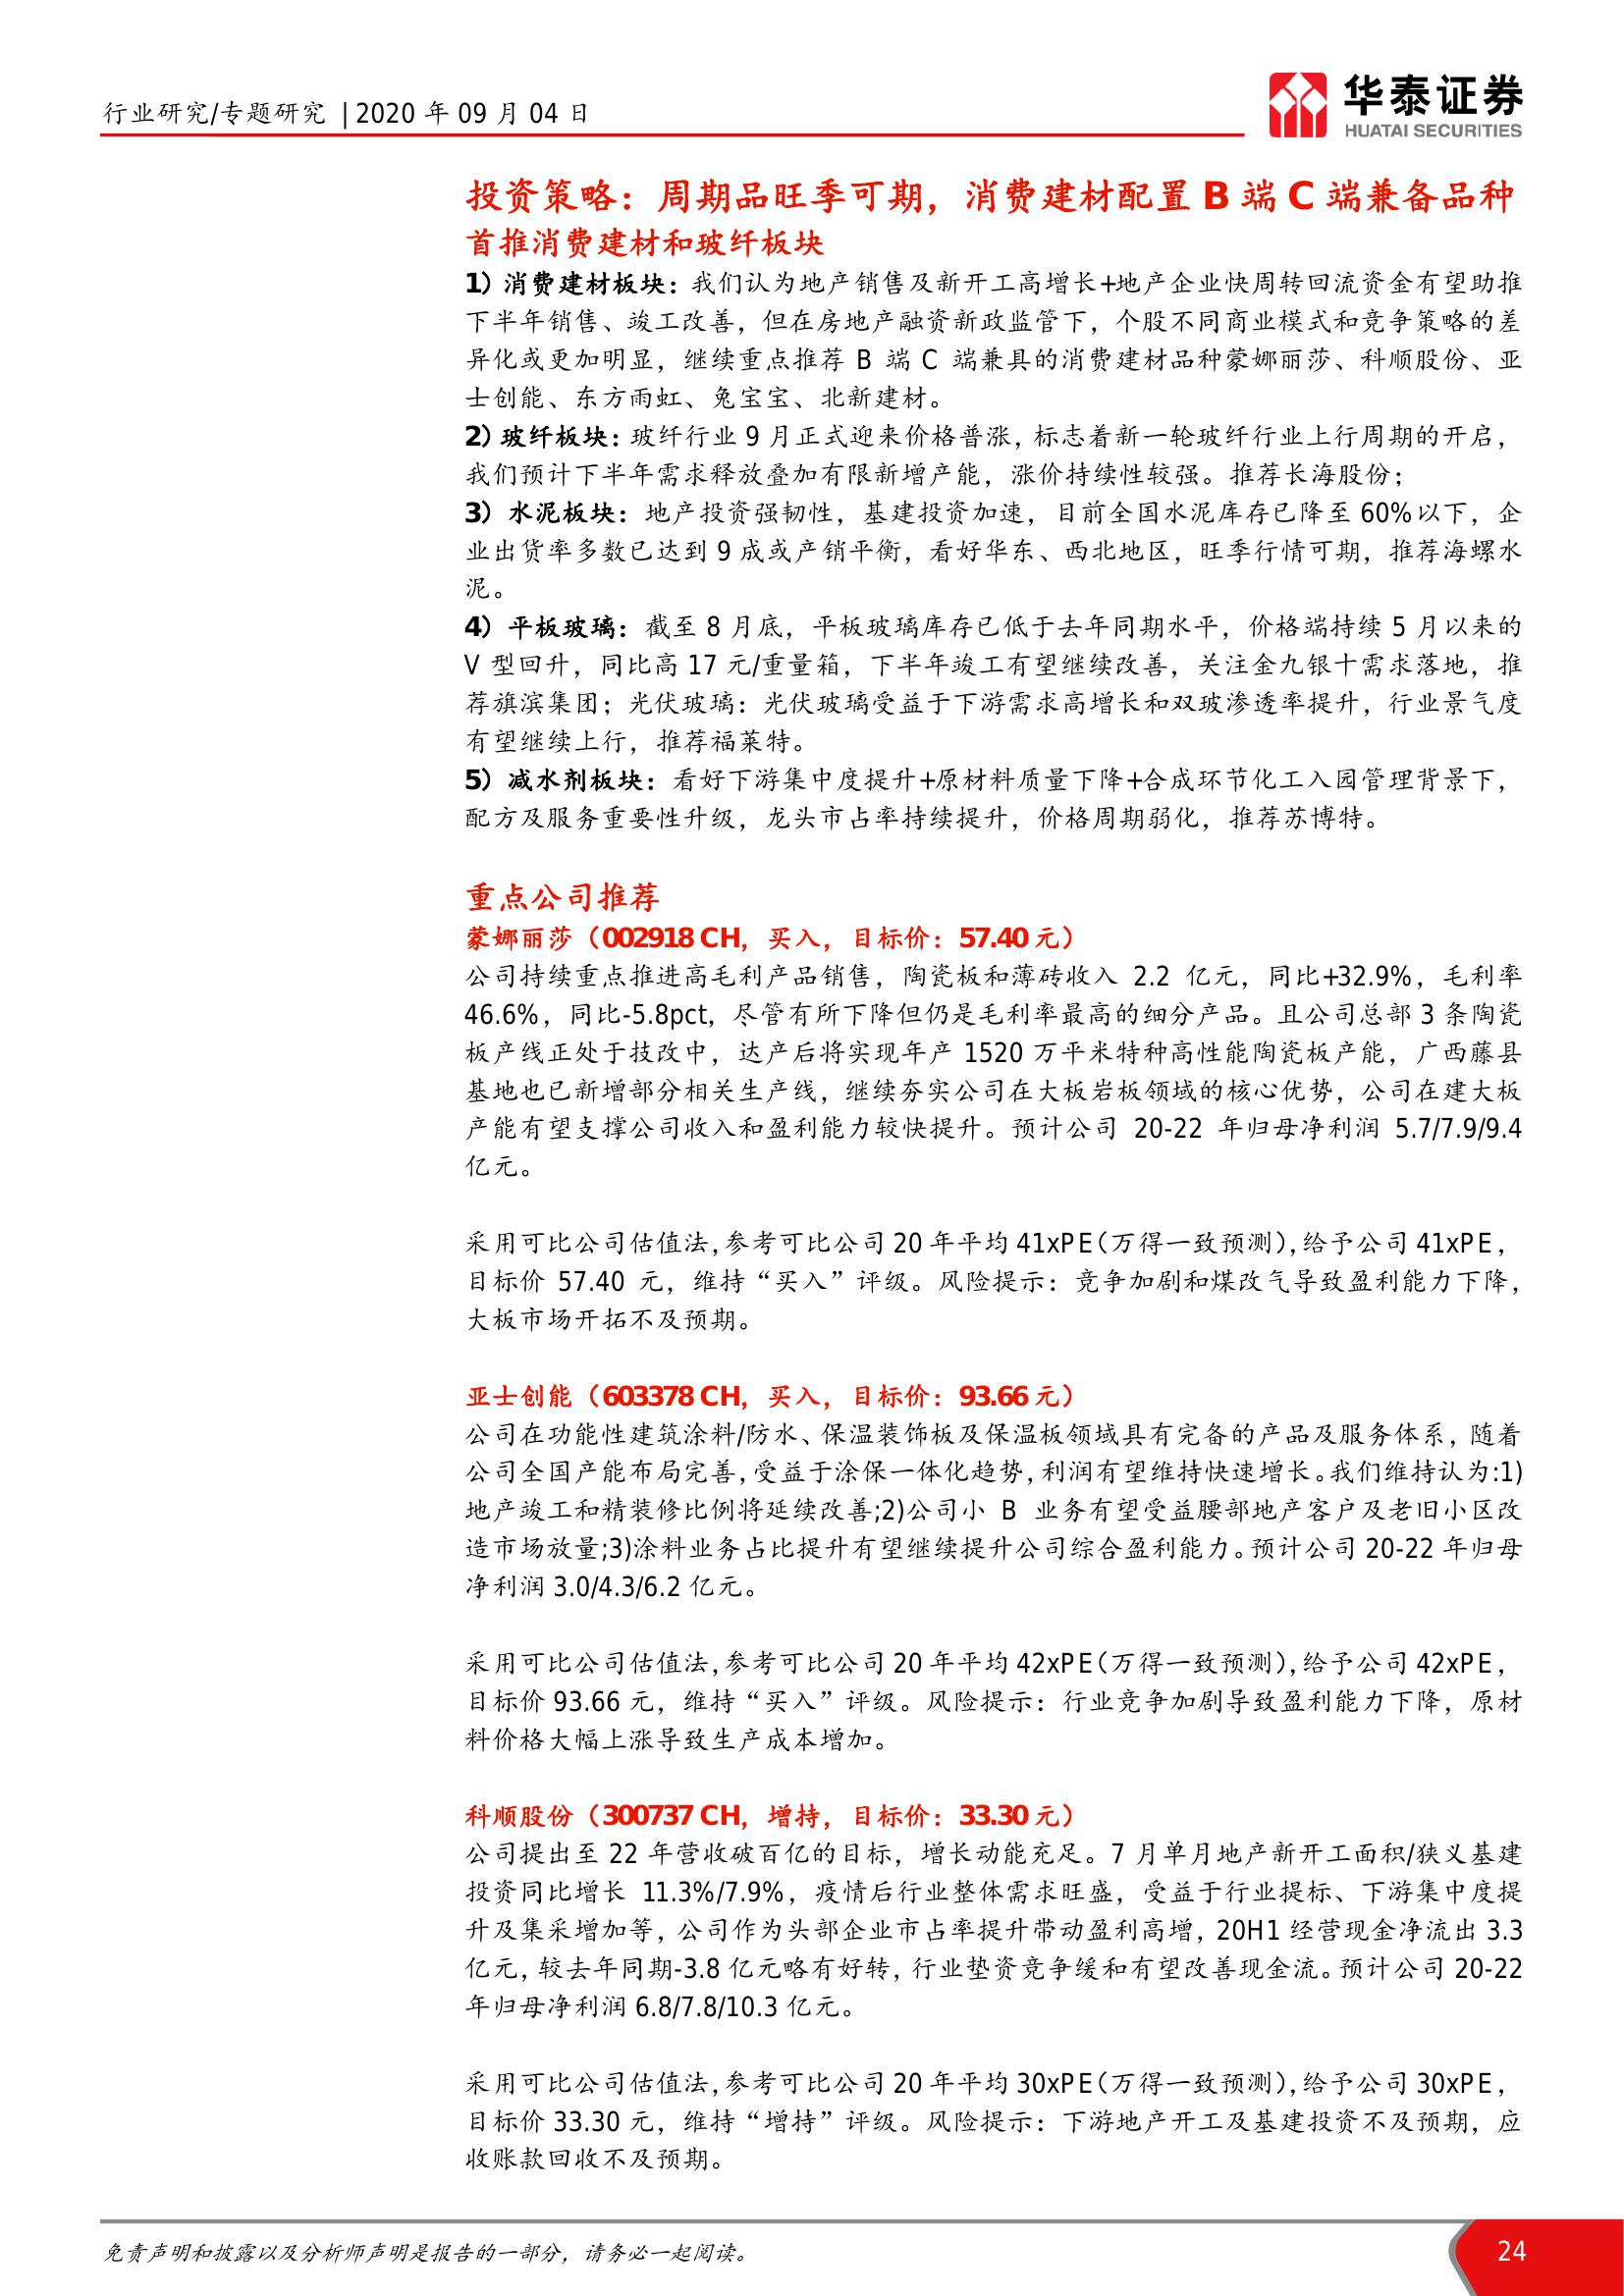 行业研究/专题研究 | 2020 年 09 月 04 日
华泰证券
HUATAI SECURITIES
投资策略：周期品旺季可期，消费建材配置 B 端 C 端兼备品种
首推消费建材和玻纤板块
1）消费建材板块：我们认为地产销售及新开工高增长+地产企业快周转回流资金有望助推
下半年销售、竣工改善，但在房地产融资新政监管下，个股不同商业模式和竞争策略的差
异化或更加明显，继续重点推荐 B 端 C 端兼具的消费建材品种蒙娜丽莎、科顺股份、亚
士创能、东方雨虹、兔宝宝、北新建材。
2）玻纤板块：玻纤行业 9 月正式迎来价格普涨，标志着新一轮玻纤行业上行周期的开启，
我们预计下半年需求释放叠加有限新增产能，涨价持续性较强。推荐长海股份；
3）水泥板块：地产投资强韧性，基建投资加速，目前全国水泥库存已降至 60%以下，企
业出货率多数已达到 9 成或产销平衡，看好华东、西北地区，旺季行情可期，推荐海螺水
泥。
4）平板玻璃：截至 8 月底，平板玻璃库存已低于去年同期水平，价格端持续 5 月以来的
V 型回升，同比高 17 元/重量箱，下半年竣工有望继续改善，关注金九银十需求落地，推
荐旗滨集团；光伏玻璃：光伏玻璃受益于下游需求高增长和双玻渗透率提升，行业景气度
有望继续上行，推荐福莱特。
5）减水剂板块：看好下游集中度提升+原材料质量下降+合成环节化工入园管理背景下，
配方及服务重要性升级，龙头市占率持续提升，价格周期弱化，推荐苏博特。
重点公司推荐
蒙娜丽莎（002918 CH，买入，目标价：57.40 元）
公司持续重点推进高毛利产品销售，陶瓷板和薄砖收入 2.2 亿元，同比+32.9%，毛利率
46.6%，同比-5.8pct，尽管有所下降但仍是毛利率最高的细分产品。且公司总部 3 条陶瓷
板产线正处于技改中，达产后将实现年产 1520 万平米特种高性能陶瓷板产能，广西藤县
基地也已新增部分相关生产线，继续夯实公司在大板岩板领域的核心优势，公司在建大板
产能有望支撑公司收入和盈利能力较快提升。预计公司 20-22 年归母净利润 5.7/7.9/9.4
亿元。
采用可比公司估值法,参考可比公司 20 年平均 41xPE(万得一致预测),给予公司 41xPE，
目标价 57.40 元，维持“买入”评级。风险提示：竞争加剧和煤改气导致盈利能力下降，
大板市场开拓不及预期。
亚士创能（603378 CH，买入，目标价：93.66 元）
公司在功能性建筑涂料/防水、保温装饰板及保温板领域具有完备的产品及服务体系，随着
公司全国产能布局完善,受益于涂保一体化趋势,利润有望维持快速增长。我们维持认为:1)
地产竣工和精装修比例将延续改善;2)公司小 B 业务有望受益腰部地产客户及老旧小区改
造市场放量;3)涂料业务占比提升有望继续提升公司综合盈利能力。预计公司 20-22 年归母
净利润 3.0/4.3/6.2 亿元。
采用可比公司估值法,参考可比公司 20 年平均 42xPE(万得一致预测),给予公司 42xPE，
目标价 93.66 元，维持“买入”评级。风险提示：行业竞争加剧导致盈利能力下降，原材
料价格大幅上涨导致生产成本增加。
科顺股份（300737 CH，增持，目标价：33.30 元）
公司提出至 22 年营收破百亿的目标，增长动能充足。7 月单月地产新开工面积/狭义基建
投资同比增长 11.3%/7.9%，疫情后行业整体需求旺盛，受益于行业提标、下游集中度提
升及集采增加等，公司作为头部企业市占率提升带动盈利高增，20H1 经营现金净流出 3.3
亿元，较去年同期-3.8 亿元略有好转，行业垫资竞争缓和有望改善现金流。预计公司 20-22
年归母净利润 6.8/7.8/10.3 亿元。
采用可比公司估值法,参考可比公司 20 年平均 30xPE(万得一致预测),给予公司 30xPE，
目标价 33.30 元，维持“增持”评级。风险提示：下游地产开工及基建投资不及预期，应
收账款回收不及预期。
免责声明和披露以及分析师声明是报告的一部分，请务必一起阅读。
24